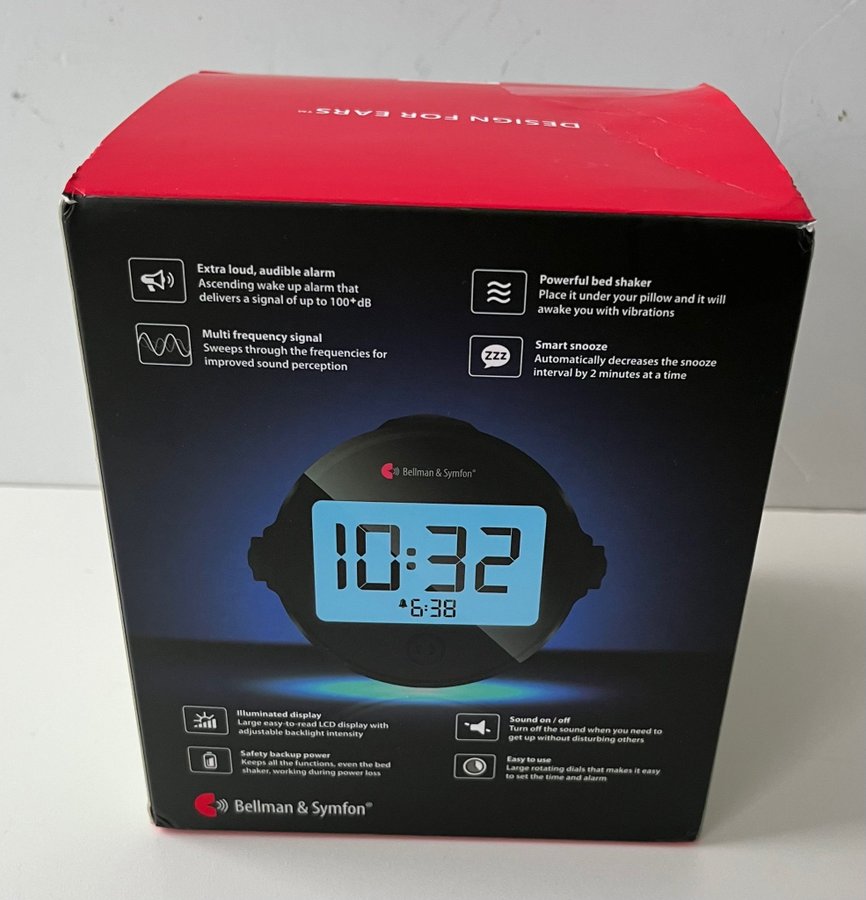 DESIGN FOR EARS™
Extra loud, audible alarm
Ascending wake up alarm that
delivers a signal of up to 100+dB
Multi frequency signal
Sweeps through the frequencies for
improved sound perception
Powerful bed shaker
Place it under your pillow and it will
awake you with vibrations
zzz
Smart snooze
Automatically decreases the snooze
interval by 2 minutes at a time
Bellman & Symfon®
10:32
6:38
Illuminated display
Large easy-to-read LCD display with
adjustable backlight intensity
Safety backup power
Keeps all the functions, even the bed
shaker, working during power loss
Sound on / off
Turn off the sound when you need to
get up without disturbing others
Easy to use
Large rotating dials that makes it easy
to set the time and alarm
Bellman & Symfon®